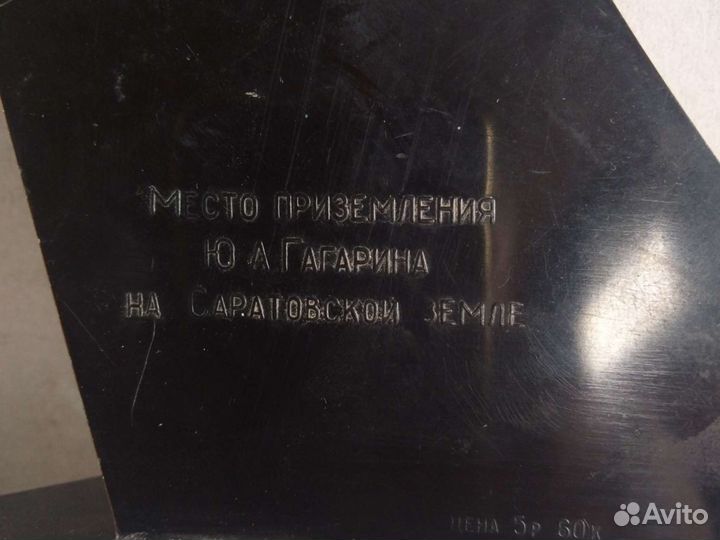 Место приземления
Ю А Гагарина
на Саратовской земле
цена 5р 60к
Avito